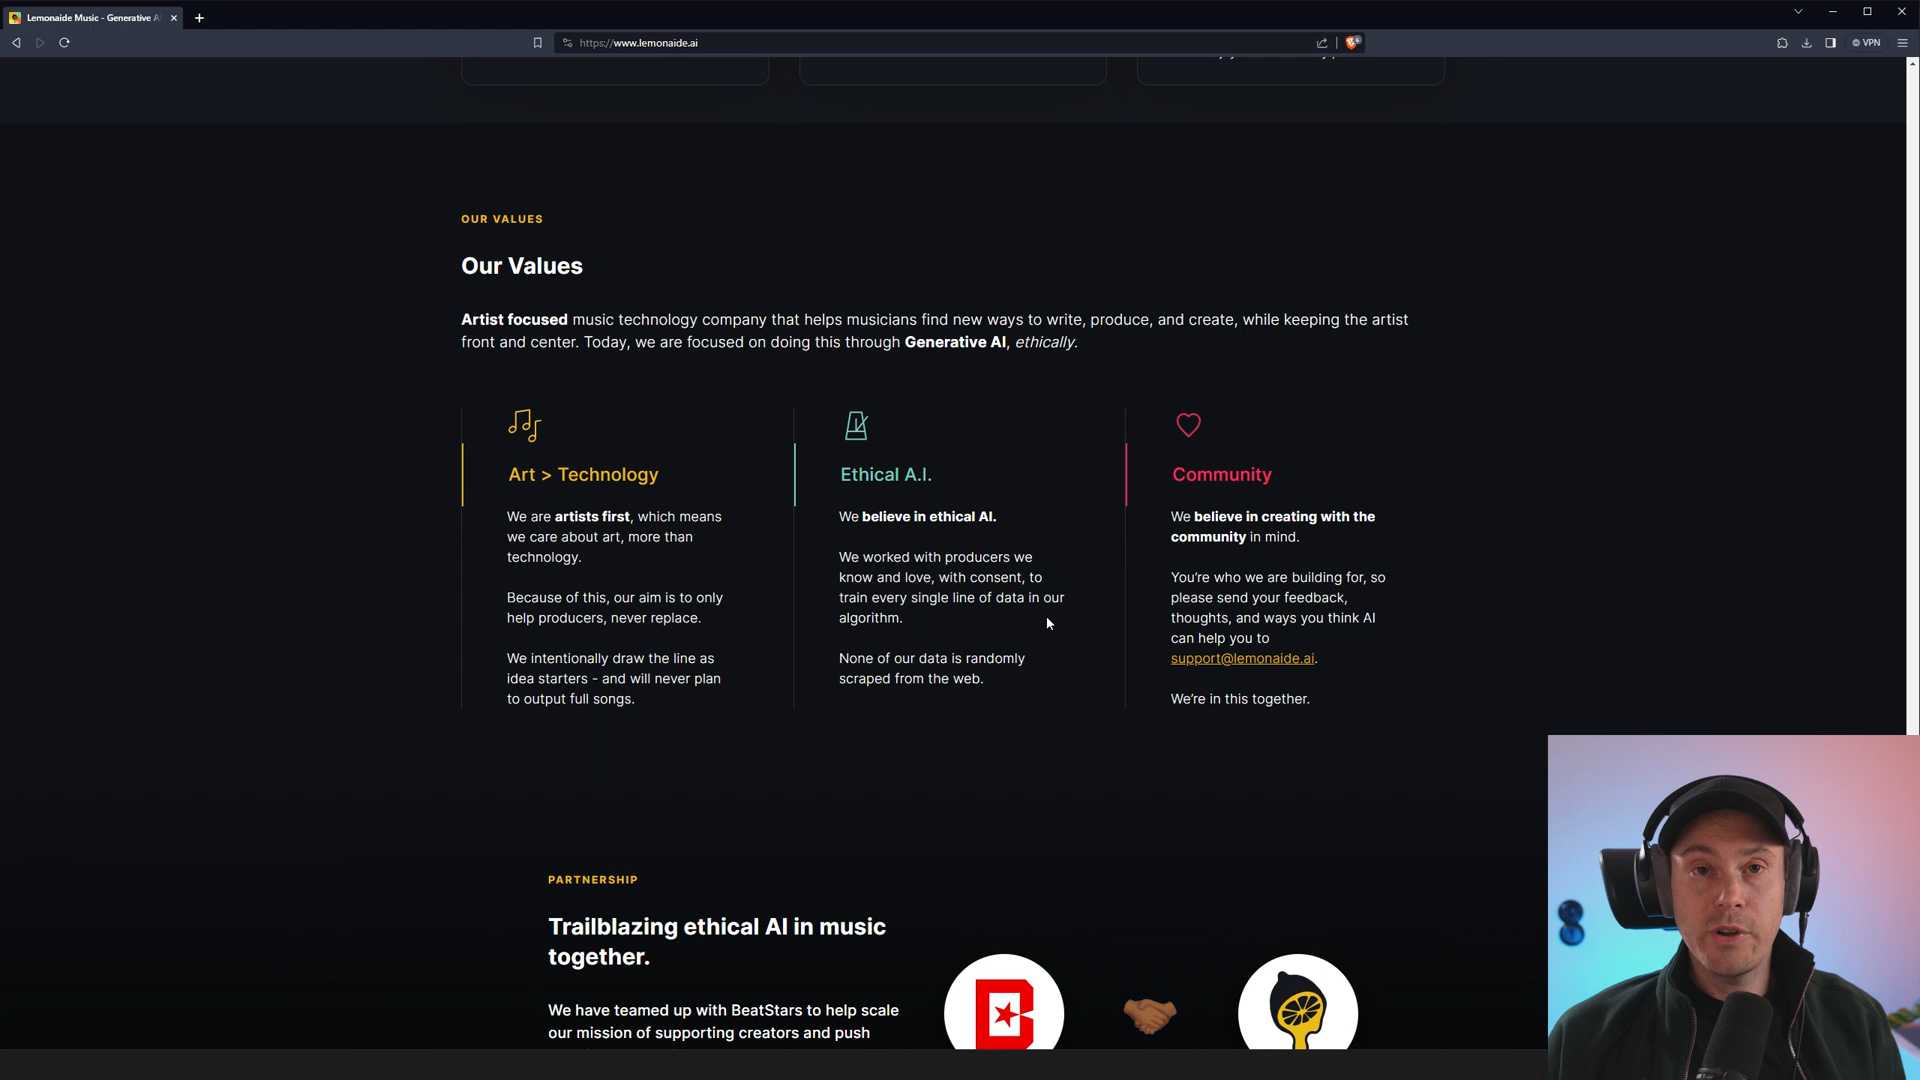 Lemonaide Music - Generative A
https://www.lemonaide.ai
VPN
OUR VALUES
Our Values
Artist focused music technology company that helps musicians find new ways to write, produce, and create, while keeping the artist
front and center. Today, we are focused on doing this through Generative AI, ethically.
Art > Technology
We are artists first, which means
we care about art, more than
technology.
Because of this, our aim is to only
help producers, never replace.
We intentionally draw the line as
idea starters - and will never plan
to output full songs.
Ethical A.I.
We believe in ethical AI.
We worked with producers we
know and love, with consent, to
train every single line of data in our
algorithm.
None of our data is randomly
scraped from the web.
Community
We believe in creating with the
community in mind.
You're who we are building for, so
please send your feedback,
thoughts, and ways you think AI
can help you to
support@lemonaide.ai.
We're in this together.
PARTNERSHIP
Trailblazing ethical AI in music
together.
We have teamed up with BeatStars to help scale
our mission of supporting creators and push